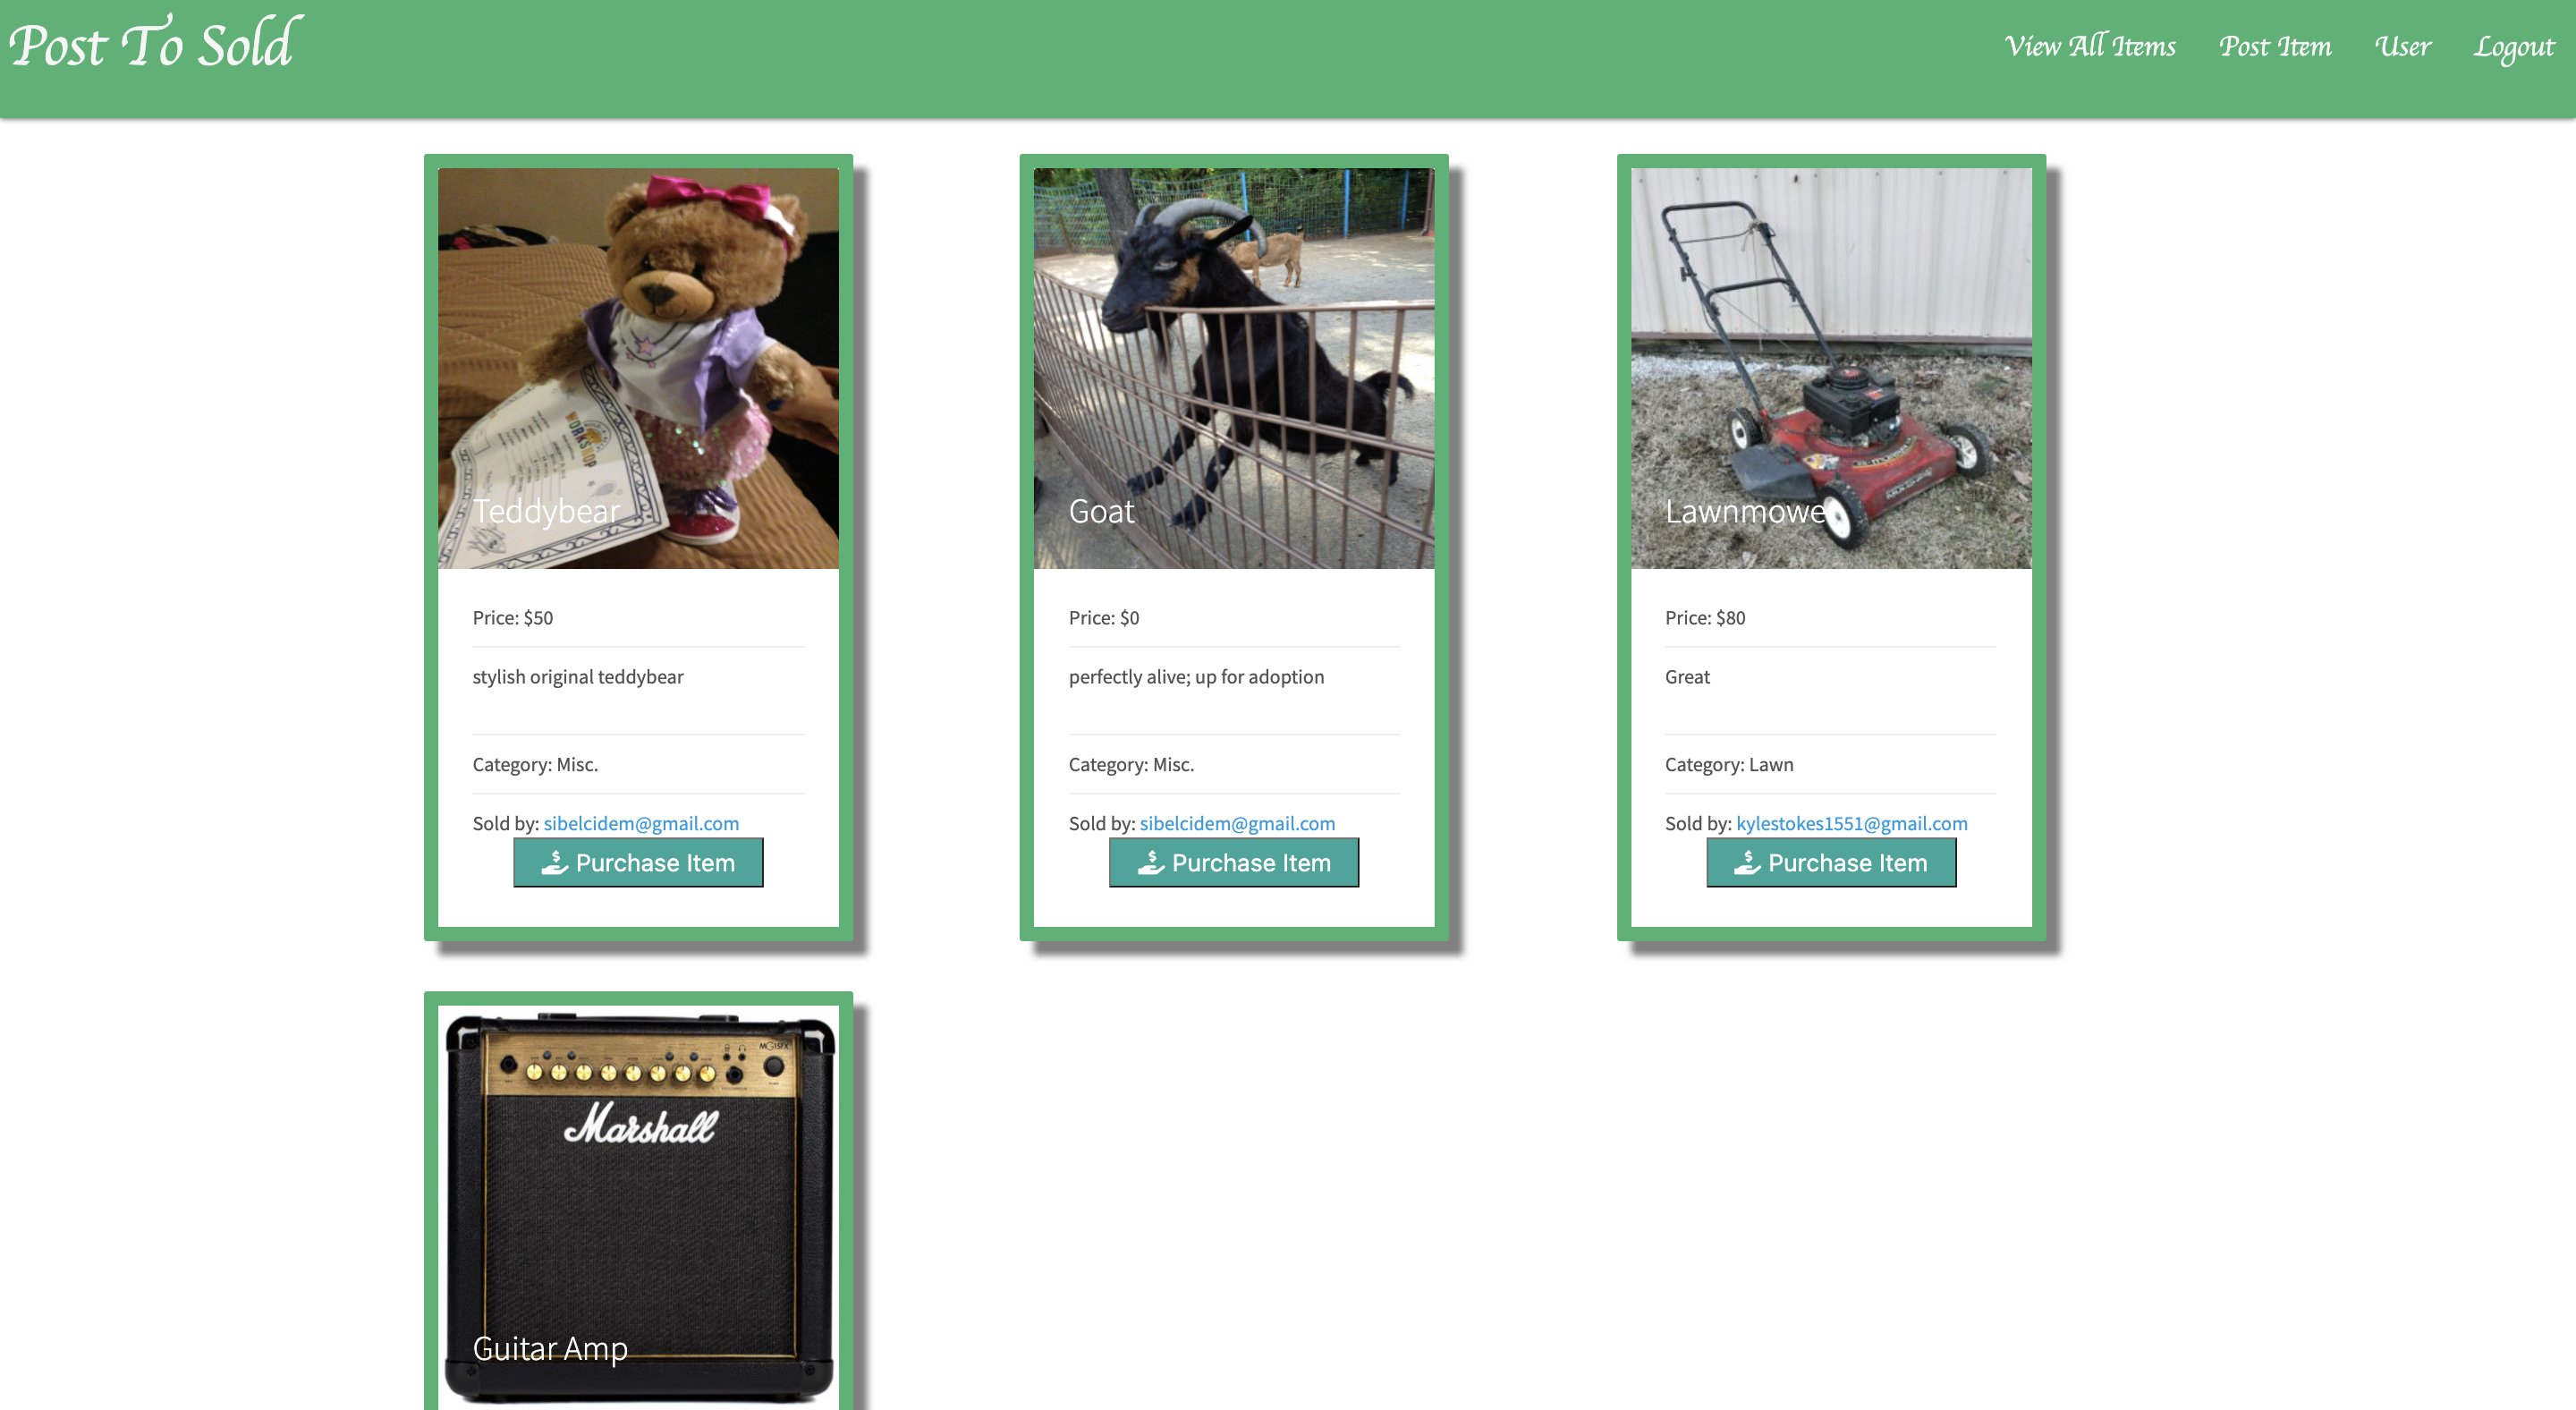 Post To Sold
View All Items
Post Item
User
Logout
WORKSHOP
Teddybear
Price: $50
stylish original teddybear
Category: Misc.
Sold by: sibelcidem@gmail.com
Purchase Item
Goat
Price: $0
perfectly alive; up for adoption
Category: Misc.
Sold by: sibelcidem@gmail.com
Purchase Item
Lawnmowe
Price: $80
Great
Category: Lawn
Sold by: kylestokes1551@gmail.com
Purchase Item
MG15FX
Marshall
Guitar Amp